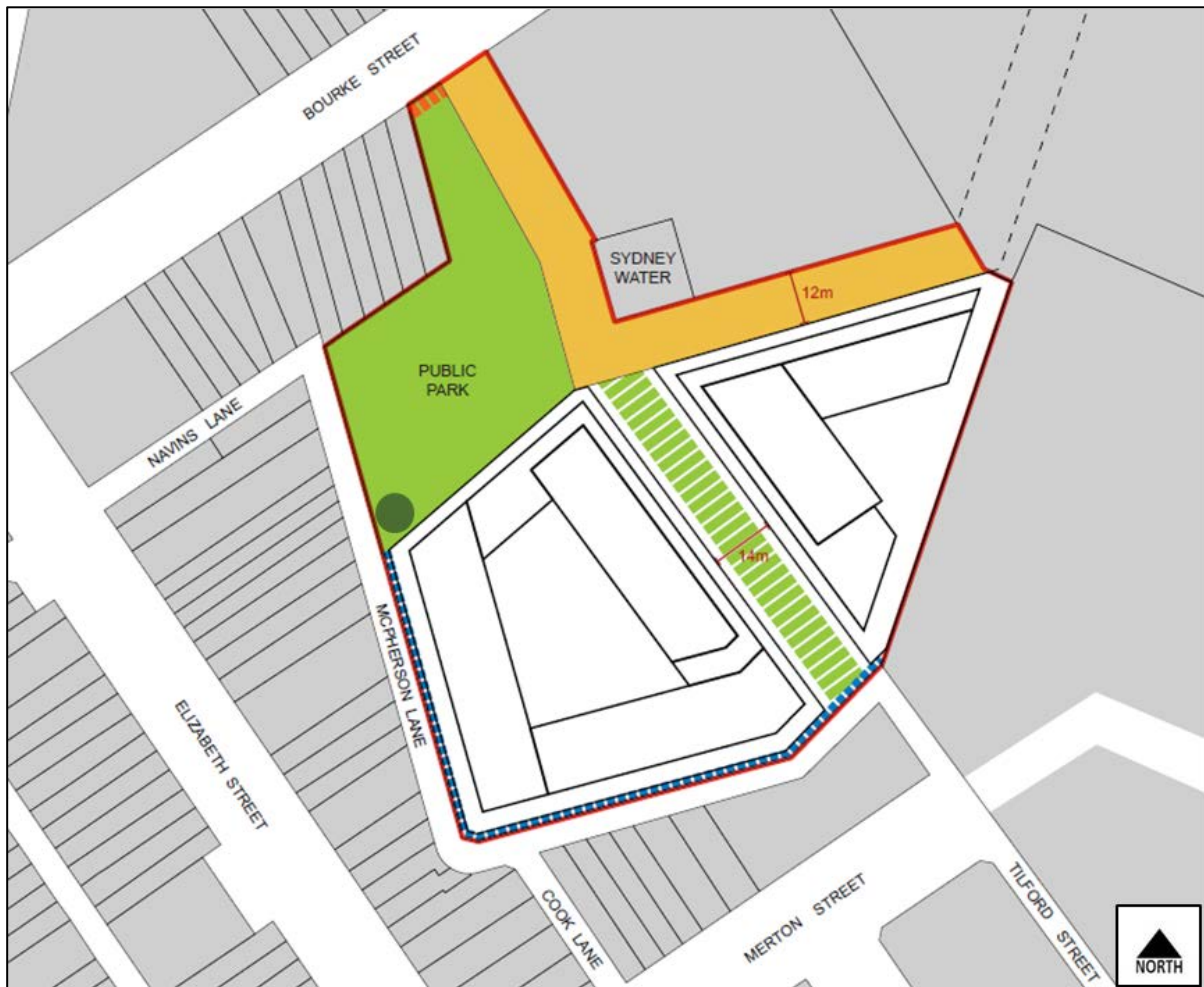 BOURKE STREET
SYDNEY
WATER
12m
PUBLIC
PARK
NAVINS LANE
14m
MCPHERSON LANE
ELIZABETH STREET
COOK LANE
MERTON STREET
TILFORD STREET
NORTH